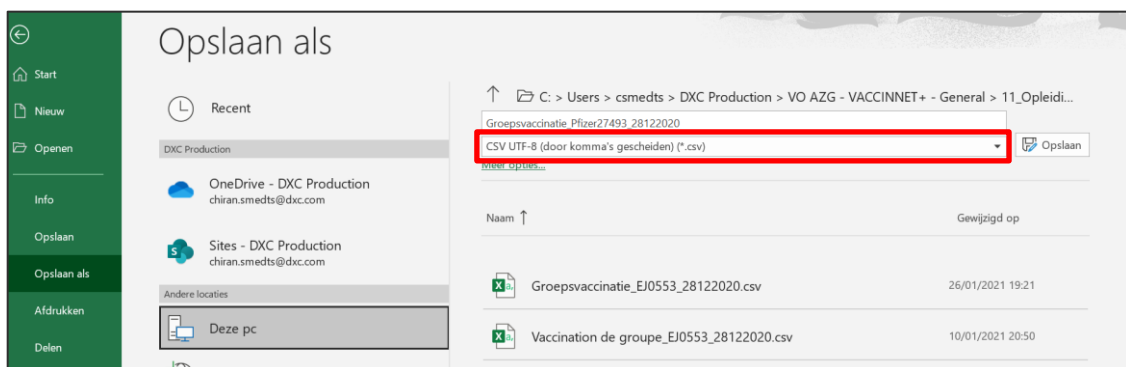 Opslaan als
Start
Nieuw
Openen
Info
Opslaan
Opslaan als
Afdrukken
Delen
Recent
DXC Production
OneDrive - DXC Production
chiran.smedts@dxc.com
Sites - DXC Production
chiran.smedts@dxc.com
Andere locaties
Deze pc
C: > Users > csmedts > DXC Production > VO AZG - VACCINNET+ - General > 11_Opleidi...
Groepsvaccinatie_Pfizer27493_28122020
CSV UTF-8 (door komma's gescheiden) (*.csv)
Opslaan
Meer opties...
Naam ↑ Gewijzigd op
Groepsvaccinatie_EJ0553_28122020.csv 26/01/2021 19:21
Vaccination de groupe_EJ0553_28122020.csv 10/01/2021 20:50